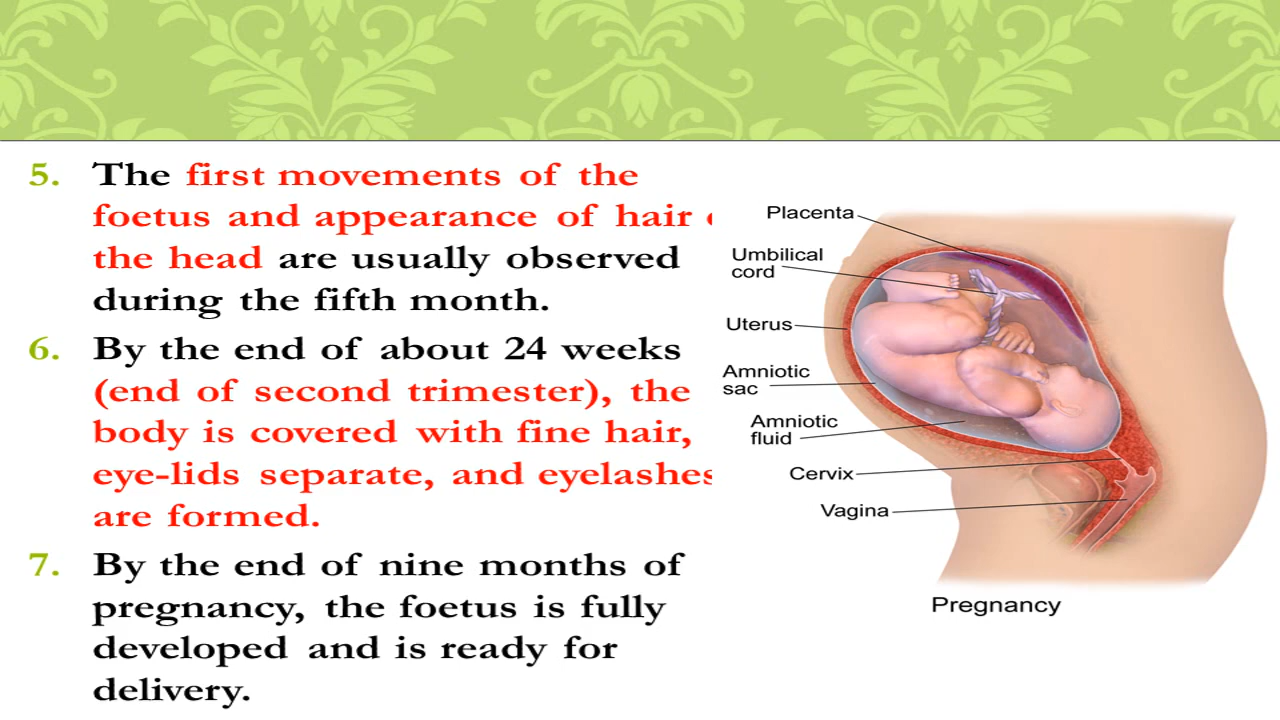 5. The first movements of the
foetus and appearance of hair
the head are usually observed
during the fifth month.
6. By the end of about 24 weeks
(end of second trimester), the
body is covered with fine hair,
eye-lids separate, and eyelashes
are formed.
7. By the end of nine months of
pregnancy, the foetus is fully
developed and is ready for
delivery.
Placenta
Umbilical
cord
Uterus
Amniotic
sac
Amniotic
fluid
Cervix
Vagina
Pregnancy